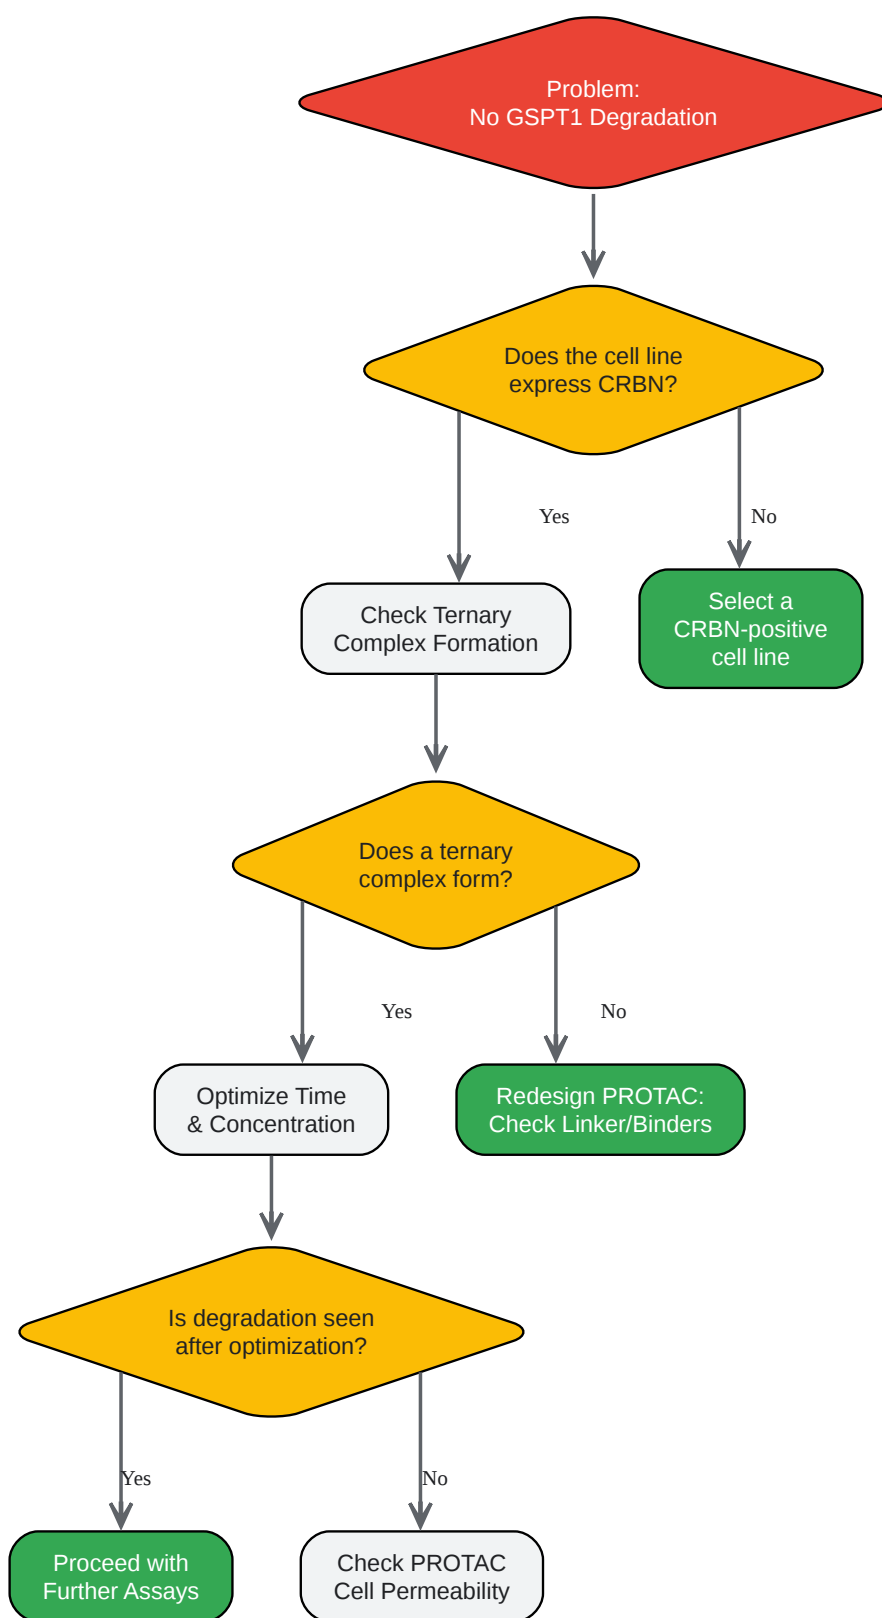 Problem:
No GSPT1 Degradation
Does the cell line
express CRBN?
Yes
No
Check Ternary
Complex Formation
Select a
CRBN-positive
cell line
Does a ternary
complex form?
Yes
No
Optimize Time
& Concentration
Redesign PROTAC:
Check Linker/Binders
Is degradation seen
after optimization?
Yes
No
Proceed with
Further Assays
Check PROTAC
Cell Permeability